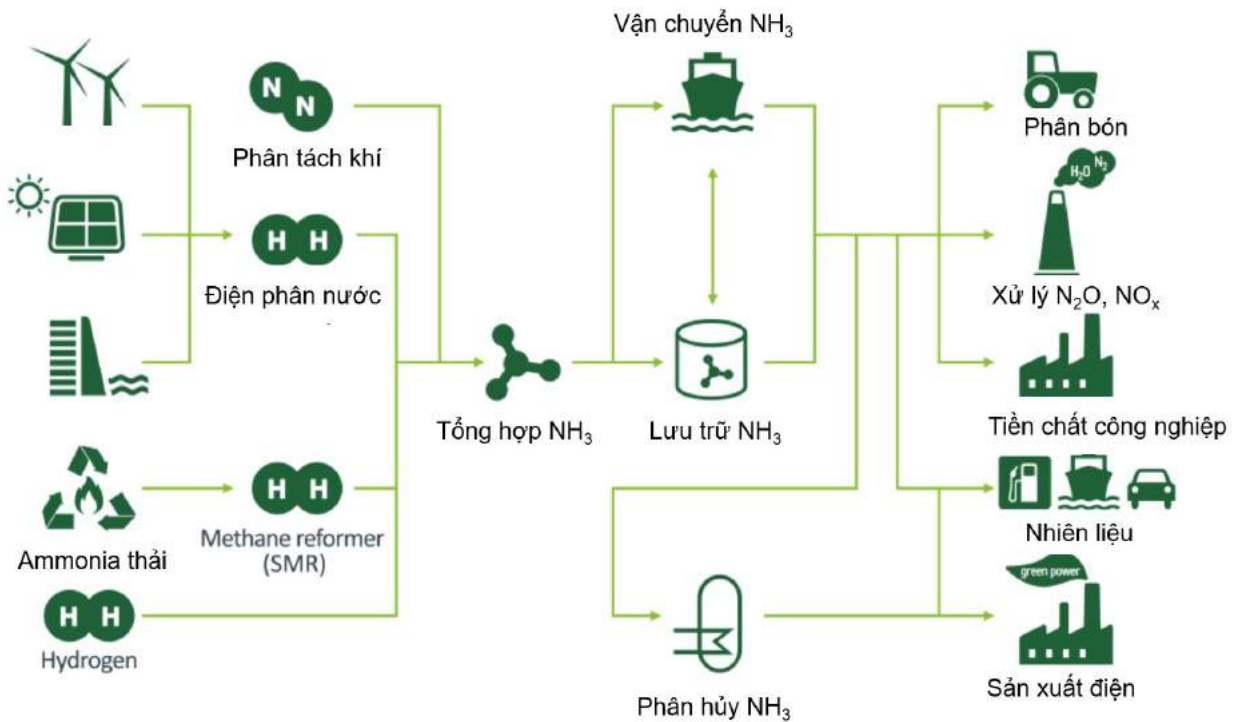 Vận chuyển NH₃
N
N
Phân tách khí
Phân bón
H₂O N₂
H H
Điện phân nước
Xử lý N₂O, NOₓ
Tổng hợp NH₃
Lưu trữ NH₃
Tiền chất công nghiệp
H H
Ammonia thải
Methane reformer
(SMR)
Nhiên liệu
green power
H H
Hydrogen
Phân hủy NH₃
Sản xuất điện